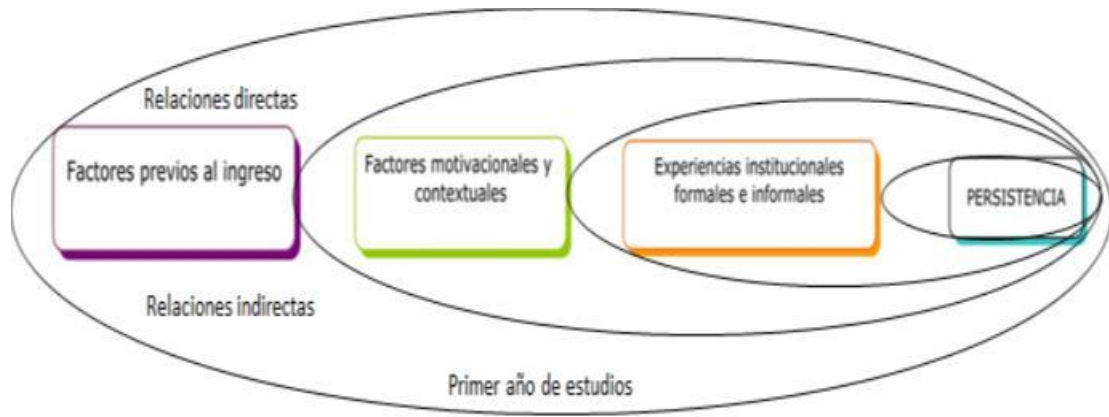 Relaciones directas
Factores previos al ingreso
Factores motivacionales y
contextuales
Experiencias institucionales
formales e informales
PERSISTENCIA
Relaciones indirectas
Primer año de estudios